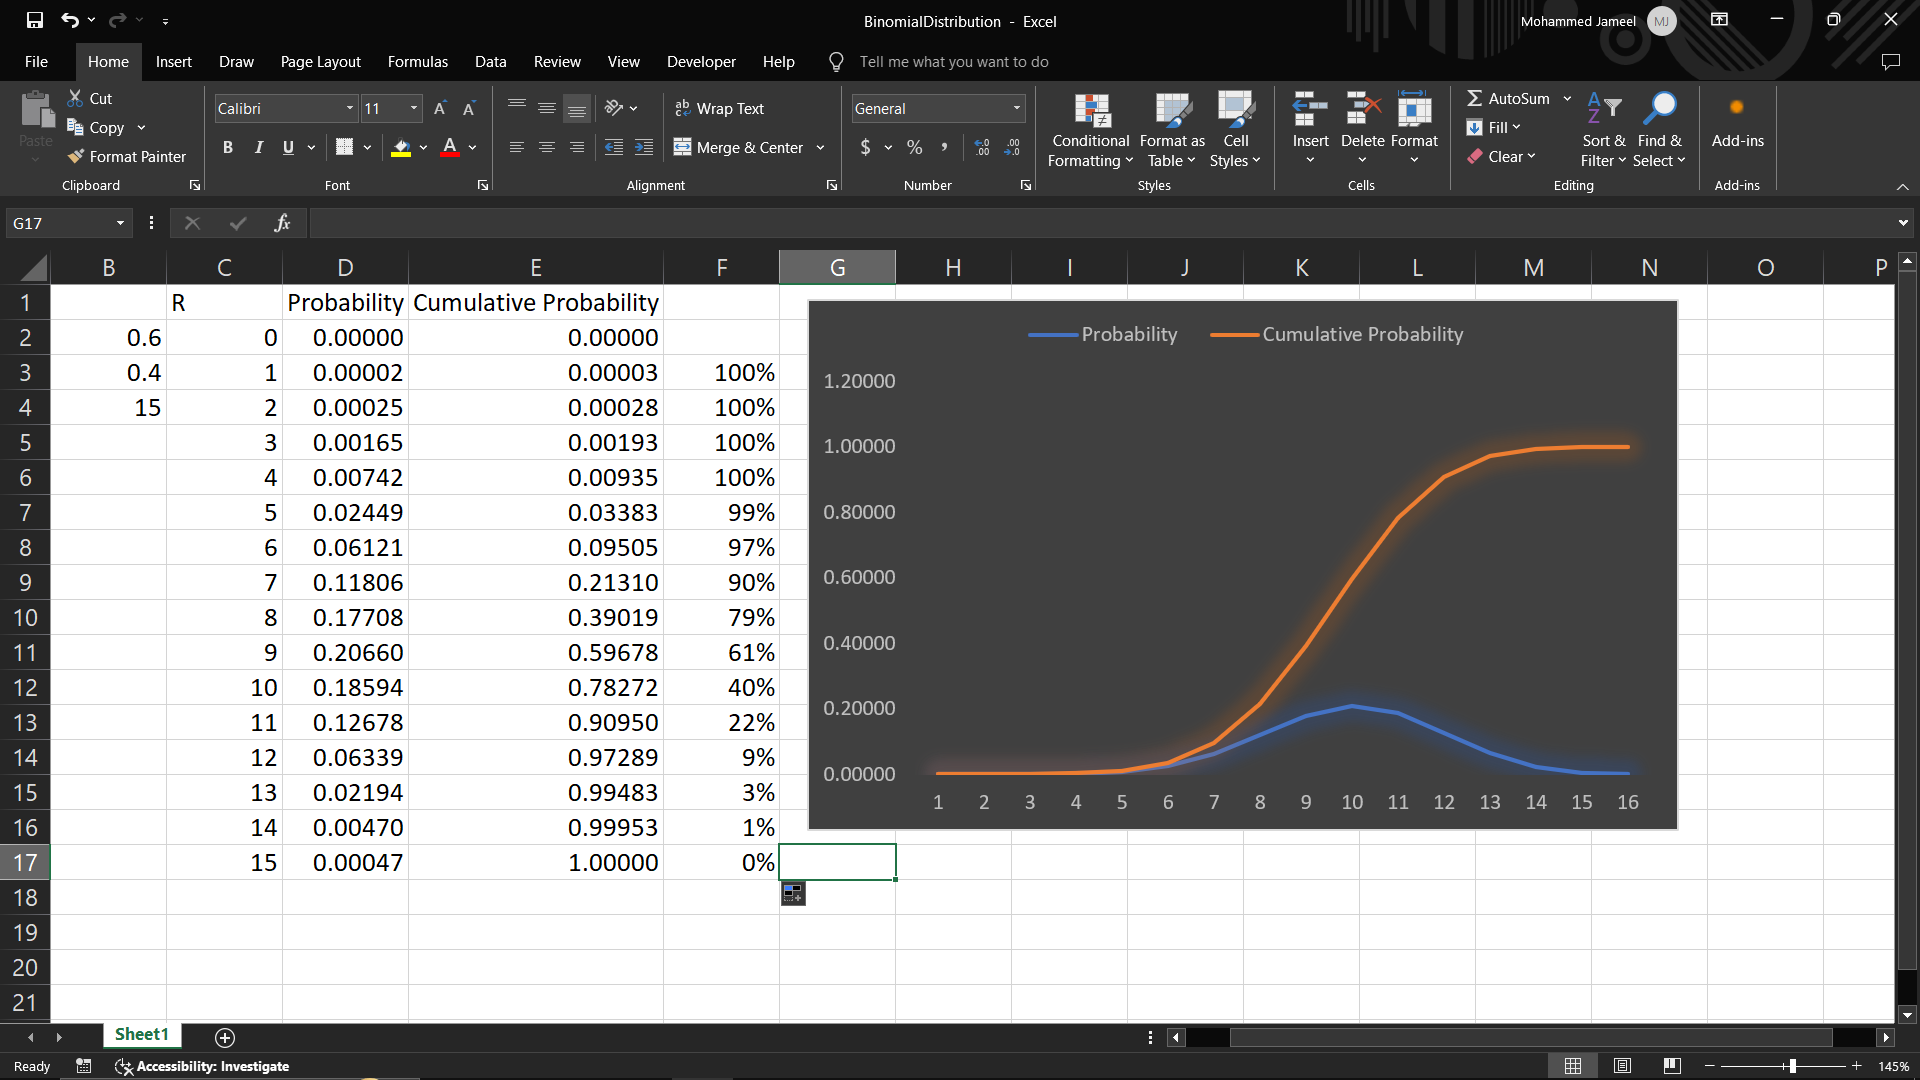 BinomialDistribution - Excel
Mohammed Jameel MJ
File Home Insert Draw Page Layout Formulas Data Review View Developer Help Tell me what you want to do
Paste
Cut
Copy
Format Painter
Clipboard
Calibri 11 A A
B I U A
Font
ab Wrap Text
Merge & Center
Alignment
General
$ % ,
Number
Conditional Formatting
Format as Table
Cell Styles
Styles
Insert Delete Format
Cells
AutoSum
Fill
Clear
Sort & Filter
Find & Select
Editing
Add-ins
Add-ins
G17 fx
B C D E F G H I J K L M N O P
1 R Probability Cumulative Probability
2 0.6 0 0.00000 0.00000
3 0.4 1 0.00002 0.00003 100%
4 15 2 0.00025 0.00028 100%
5 3 0.00165 0.00193 100%
6 4 0.00742 0.00935 100%
7 5 0.02449 0.03383 99%
8 6 0.06121 0.09505 97%
9 7 0.11806 0.21310 90%
10 8 0.17708 0.39019 79%
11 9 0.20660 0.59678 61%
12 10 0.18594 0.78272 40%
13 11 0.12678 0.90950 22%
14 12 0.06339 0.97289 9%
15 13 0.02194 0.99483 3%
16 14 0.00470 0.99953 1%
17 15 0.00047 1.00000 0%
18
19
20
21
Probability Cumulative Probability
1.20000
1.00000
0.80000
0.60000
0.40000
0.20000
0.00000
1 2 3 4 5 6 7 8 9 10 11 12 13 14 15 16
Sheet1
Ready Accessibility: Investigate 145%